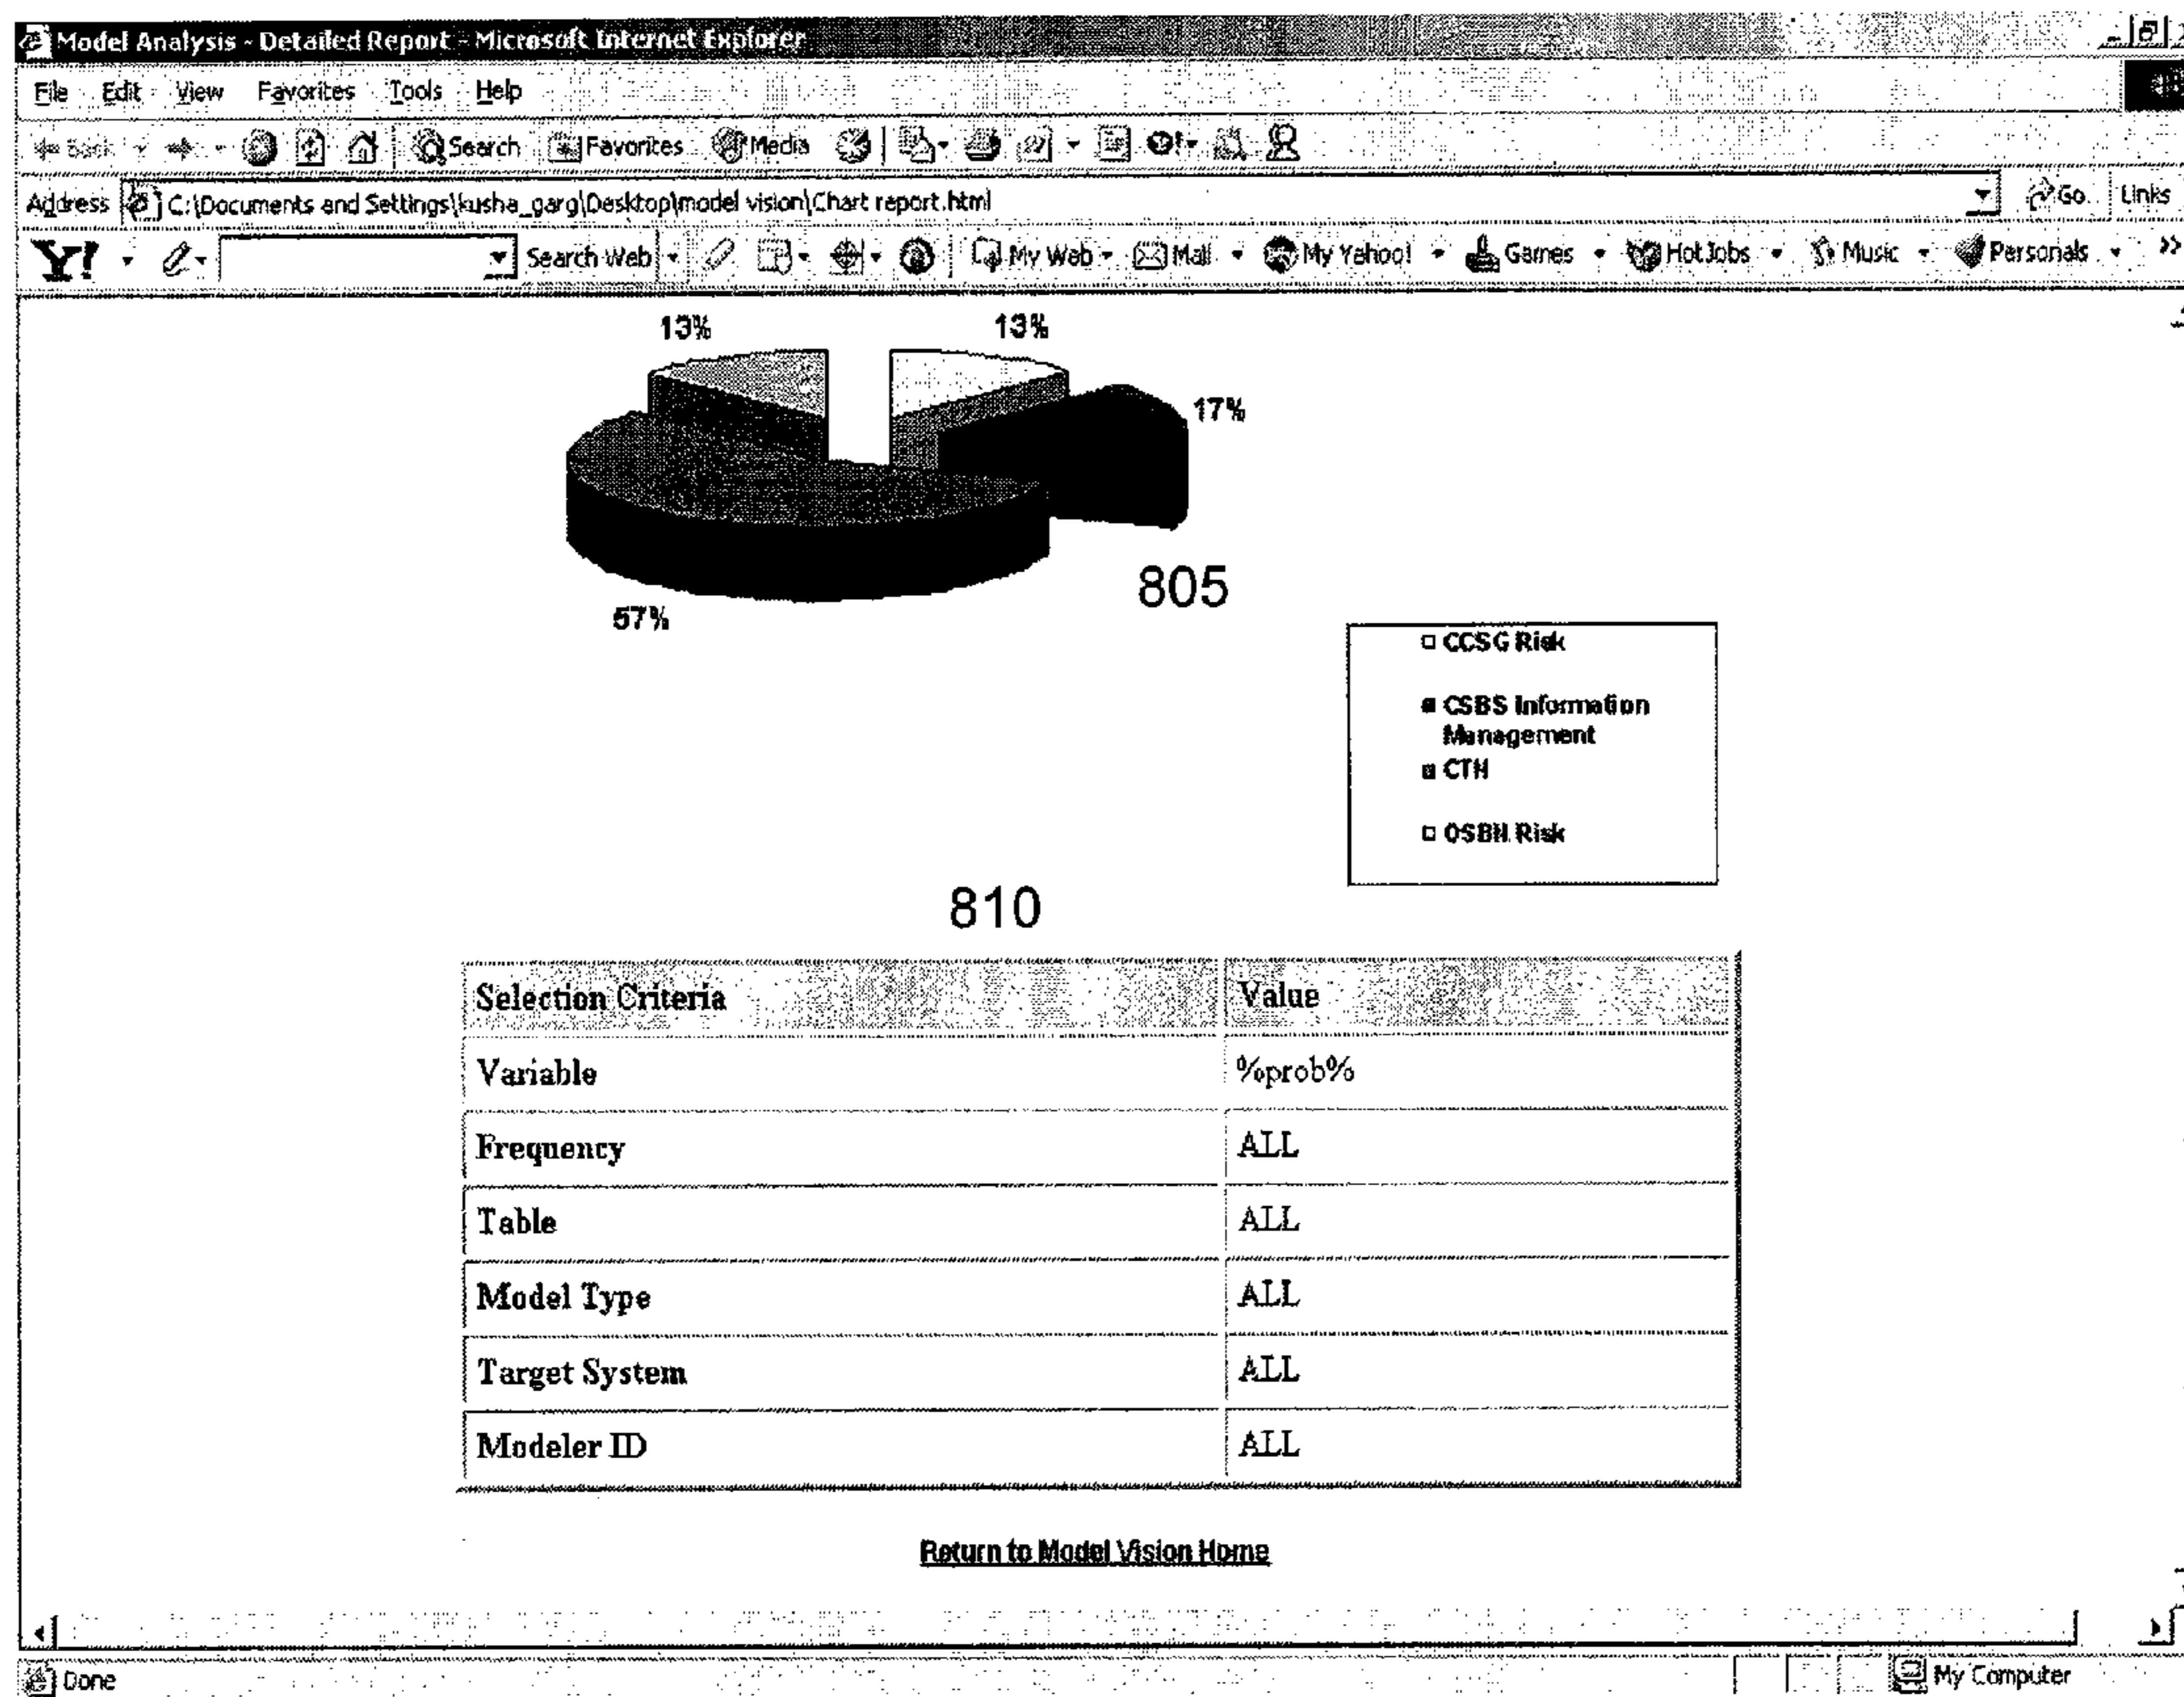 Model Analysis - Detailed Report - Microsoft Internet Explorer
File Edit View Favorites Tools Help
Back Search Favorites Media
Address C:\Documents and Settings\kusha_garg\Desktop\model vision\Chart report.html Go Links
Y! Search Web My Web Mail My Yahoo! Games HotJobs Music Personals »
13% 13%
17%
57%
805
CCSG Risk
CSBS Information
Management
CTN
OSBN Risk
810
Selection Criteria Value
Variable %prob%
Frequency ALL
Table ALL
Model Type ALL
Target System ALL
Modeler ID ALL
Return to Model Vision Home
Done My Computer